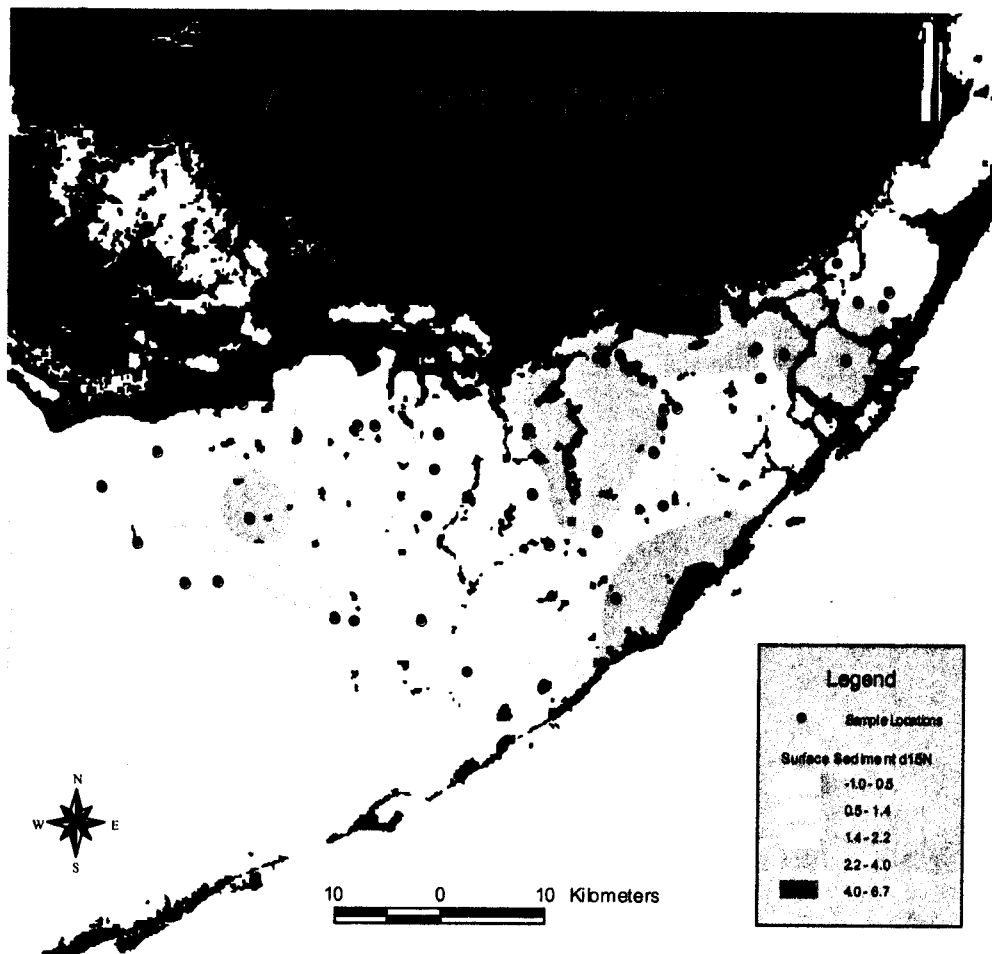 Legend
Sample Locations
Surface Sediment d15N
-1.0 - 0.5
0.5 - 1.4
1.4 - 2.2
2.2 - 4.0
4.0 - 6.7
N
W E
S
10 0 10 Kilometers